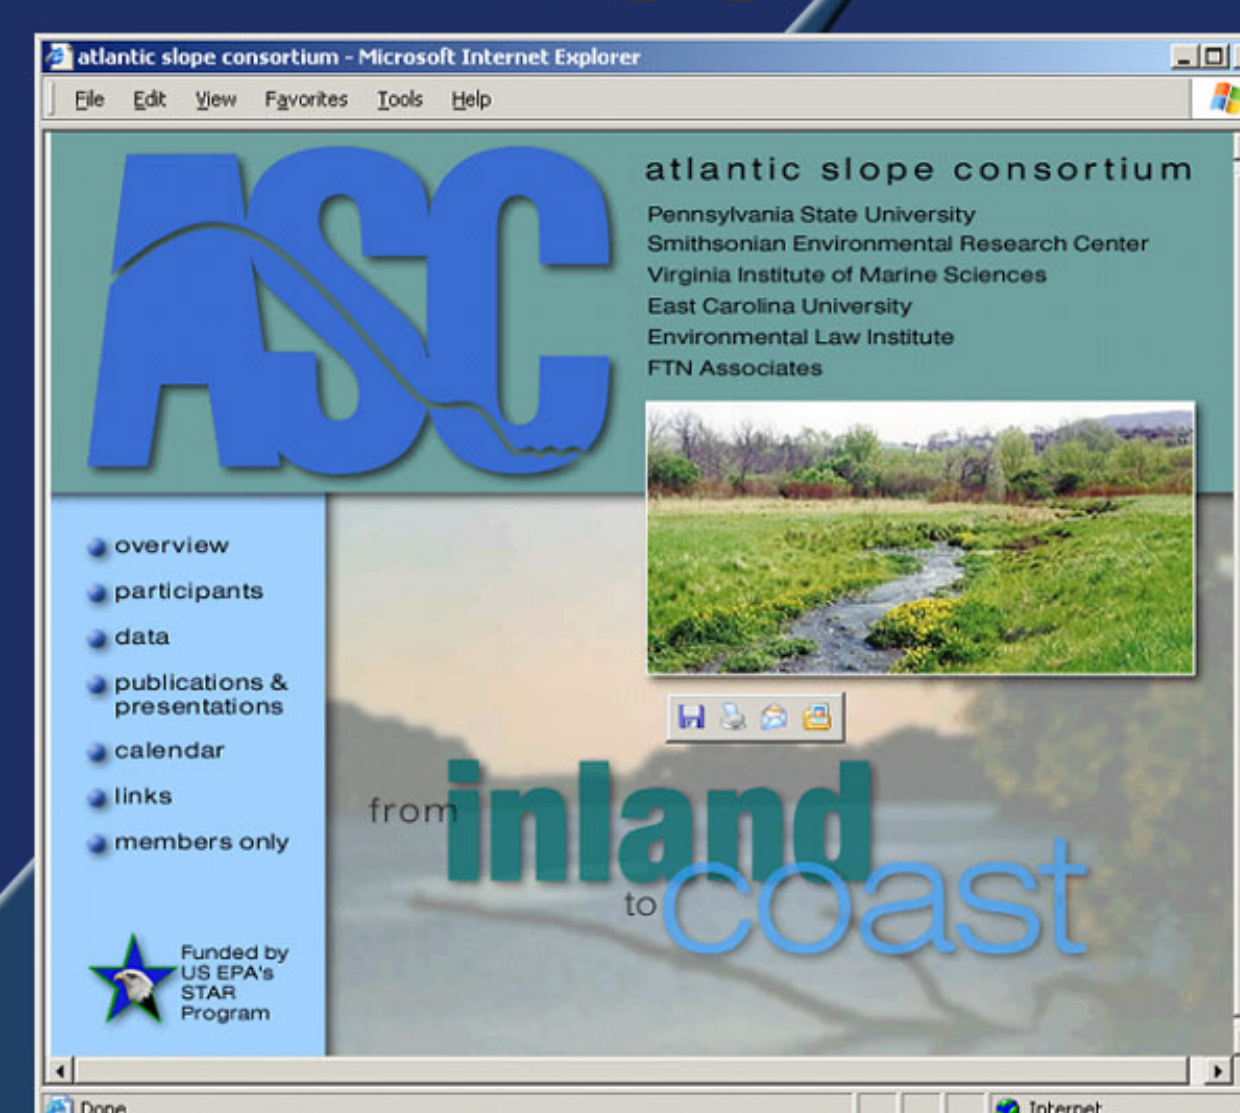 atlantic slope consortium - Microsoft Internet Explorer
File Edit View Favorites Tools Help
ASC
atlantic slope consortium
Pennsylvania State University
Smithsonian Environmental Research Center
Virginia Institute of Marine Sciences
East Carolina University
Environmental Law Institute
FTN Associates
overview
participants
data
publications &
presentations
calendar
links
members only
Funded by
US EPA's
STAR
Program
from inland
to coast
Done
Internet